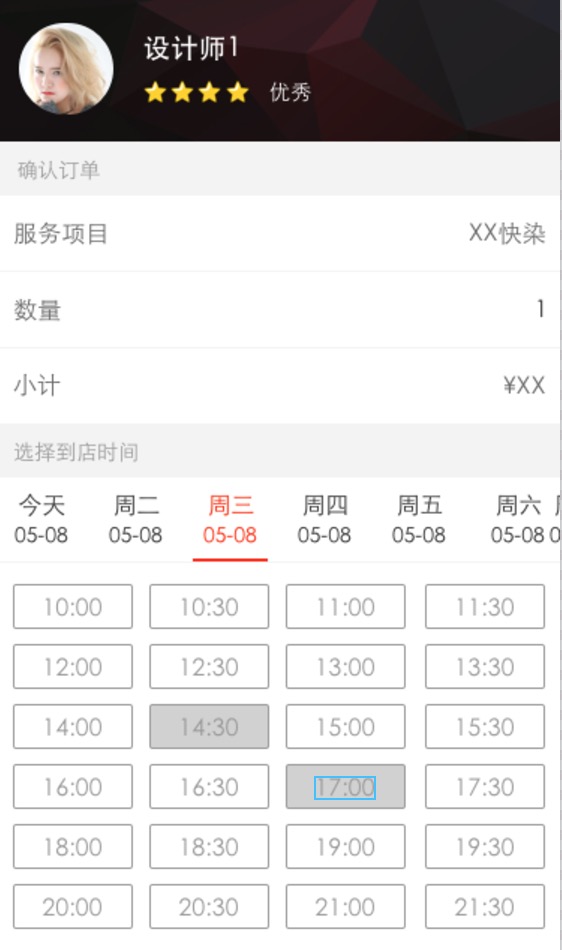 设计师1
优秀
确认订单
服务项目 XX快染
数量 1
小计 ¥XX
选择到店时间
今天 周二 周三 周四 周五 周六
05-08 05-08 05-08 05-08 05-08 05-08 0
10:00 10:30 11:00 11:30
12:00 12:30 13:00 13:30
14:00 14:30 15:00 15:30
16:00 16:30 17:00 17:30
18:00 18:30 19:00 19:30
20:00 20:30 21:00 21:30